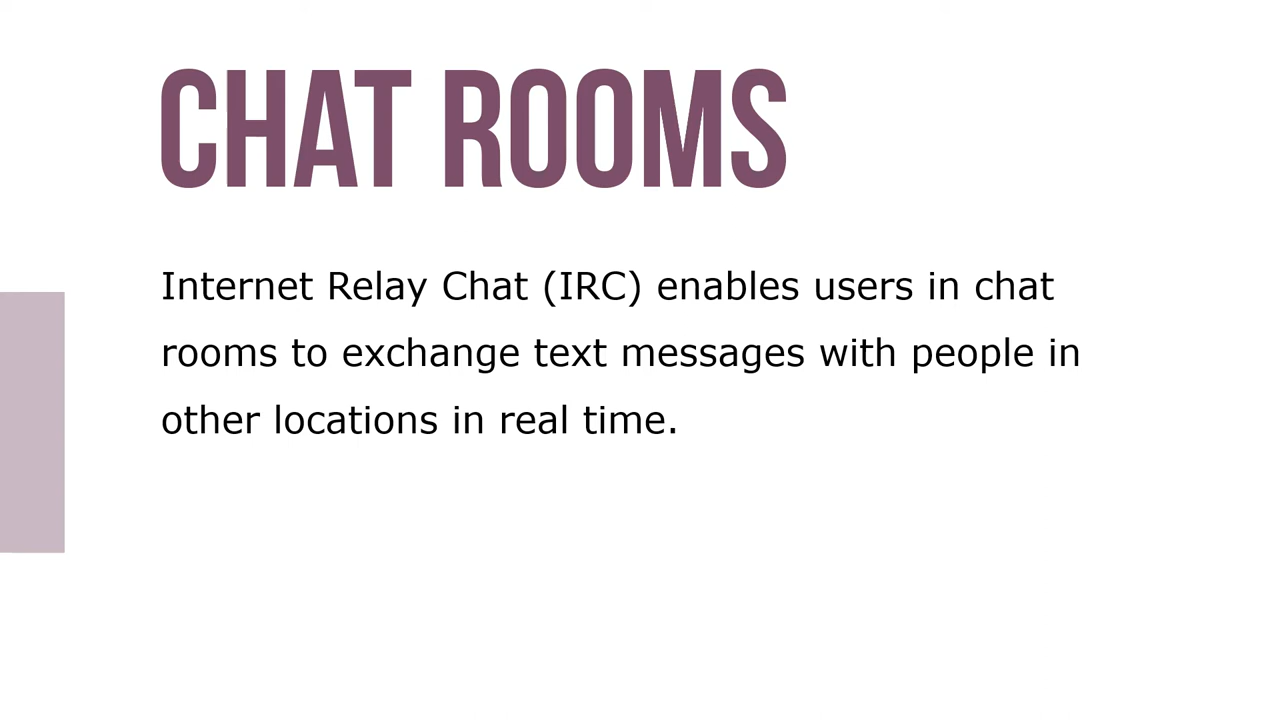 CHAT ROOMS
Internet Relay Chat (IRC) enables users in chat
rooms to exchange text messages with people in
other locations in real time.